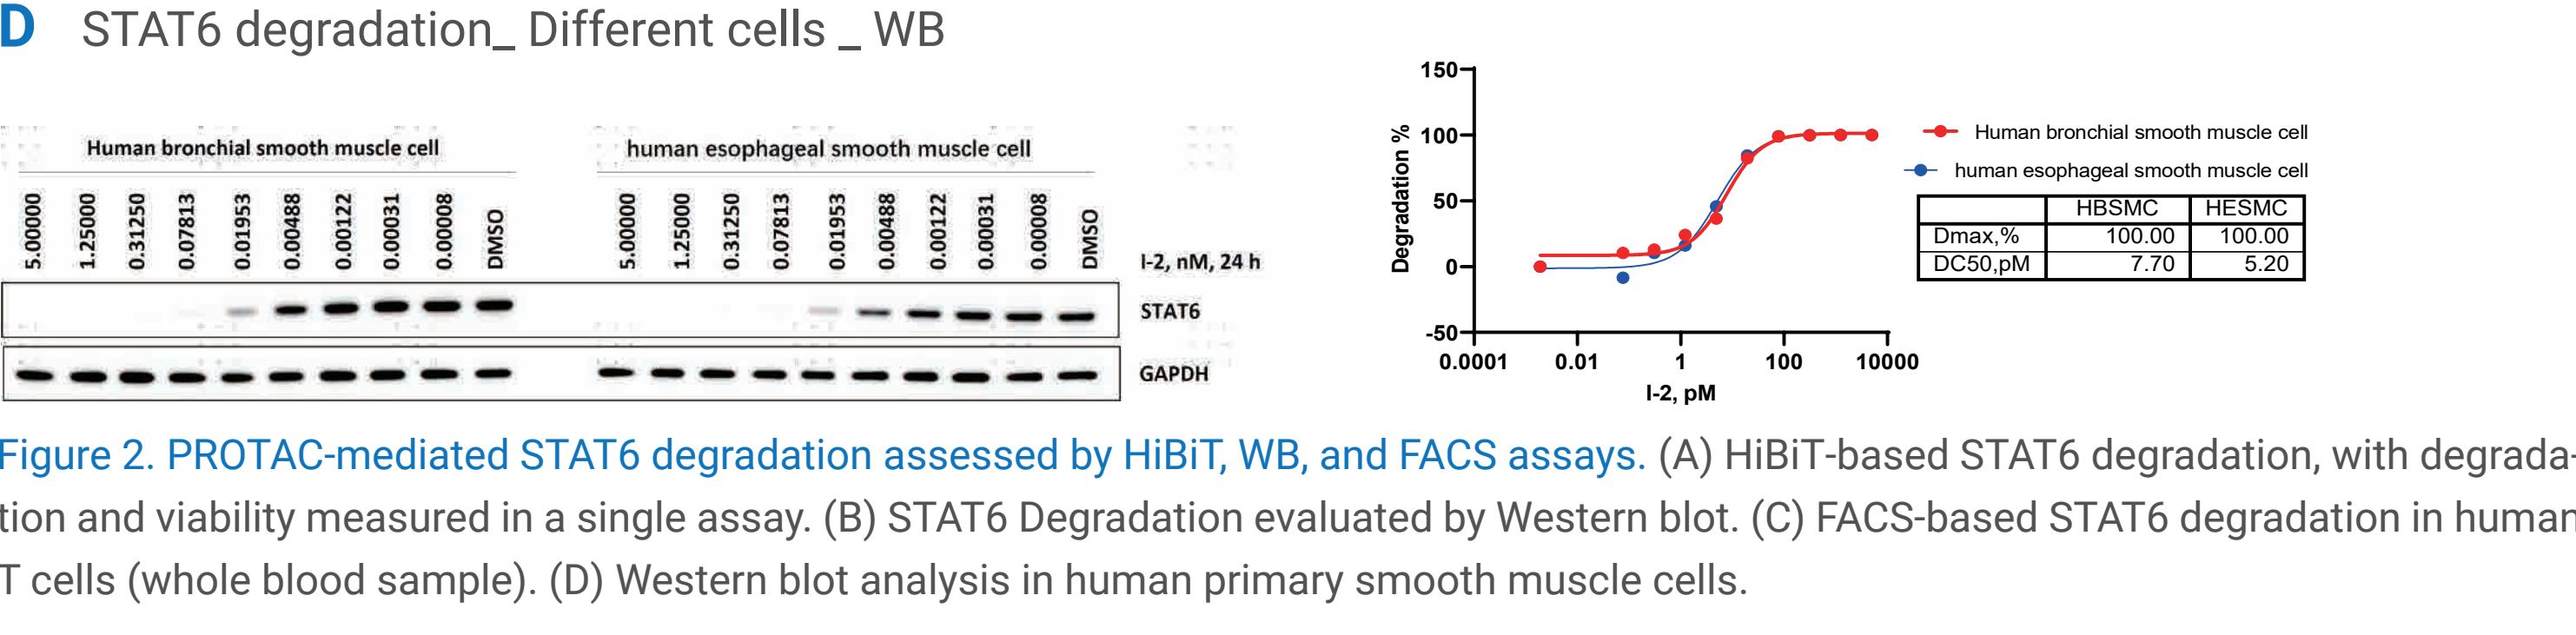 D STAT6 degradation_ Different cells _ WB
Human bronchial smooth muscle cell
human esophageal smooth muscle cell
5.00000 1.25000 0.31250 0.07813 0.01953 0.00488 0.00122 0.00031 0.00008 DMSO
5.00000 1.25000 0.31250 0.07813 0.01953 0.00488 0.00122 0.00031 0.00008 DMSO
I-2, nM, 24 h
STAT6
GAPDH
Degradation %
150
100
50
0
-50
0.0001 0.01 1 100 10000
I-2, pM
Human bronchial smooth muscle cell
human esophageal smooth muscle cell
HBSMC HESMC
Dmax,% 100.00 100.00
DC50,pM 7.70 5.20
Figure 2. PROTAC-mediated STAT6 degradation assessed by HiBiT, WB, and FACS assays. (A) HiBiT-based STAT6 degradation, with degrada-
tion and viability measured in a single assay. (B) STAT6 Degradation evaluated by Western blot. (C) FACS-based STAT6 degradation in human
T cells (whole blood sample). (D) Western blot analysis in human primary smooth muscle cells.